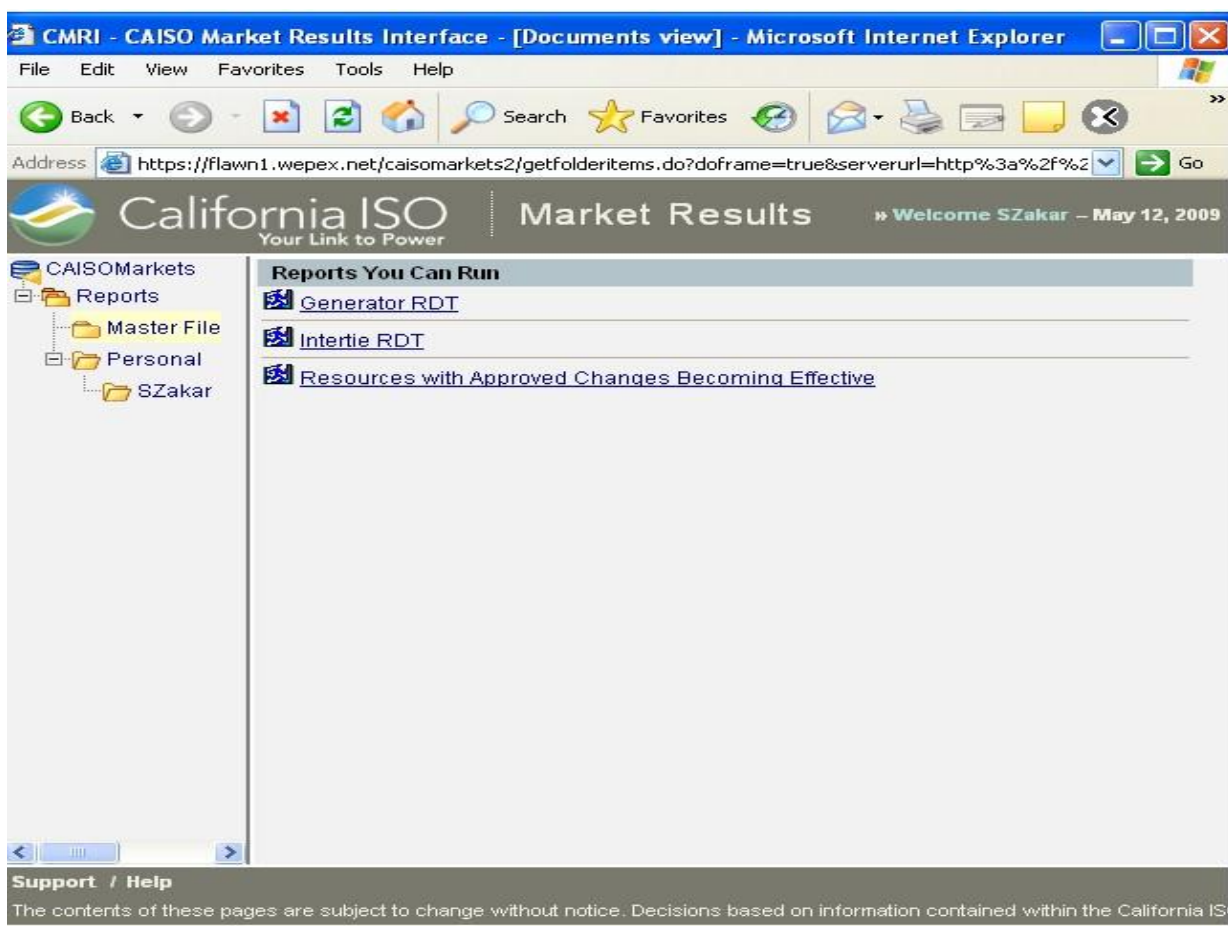 CMRI - CAISO Market Results Interface - [Documents view] - Microsoft Internet Explorer
File Edit View Favorites Tools Help
Back Search Favorites »
Address https://flawn1.wepex.net/caisomarkets2/getfolderitems.do?doframe=true&serverurl=http%3a%2f%2 Go
California ISO
Your Link to Power
Market Results
» Welcome SZakar – May 12, 2009
CAISOMarkets
Reports
Master File
Personal
SZakar
Reports You Can Run
Generator RDT
Intertie RDT
Resources with Approved Changes Becoming Effective
Support / Help
The contents of these pages are subject to change without notice. Decisions based on information contained within the California IS